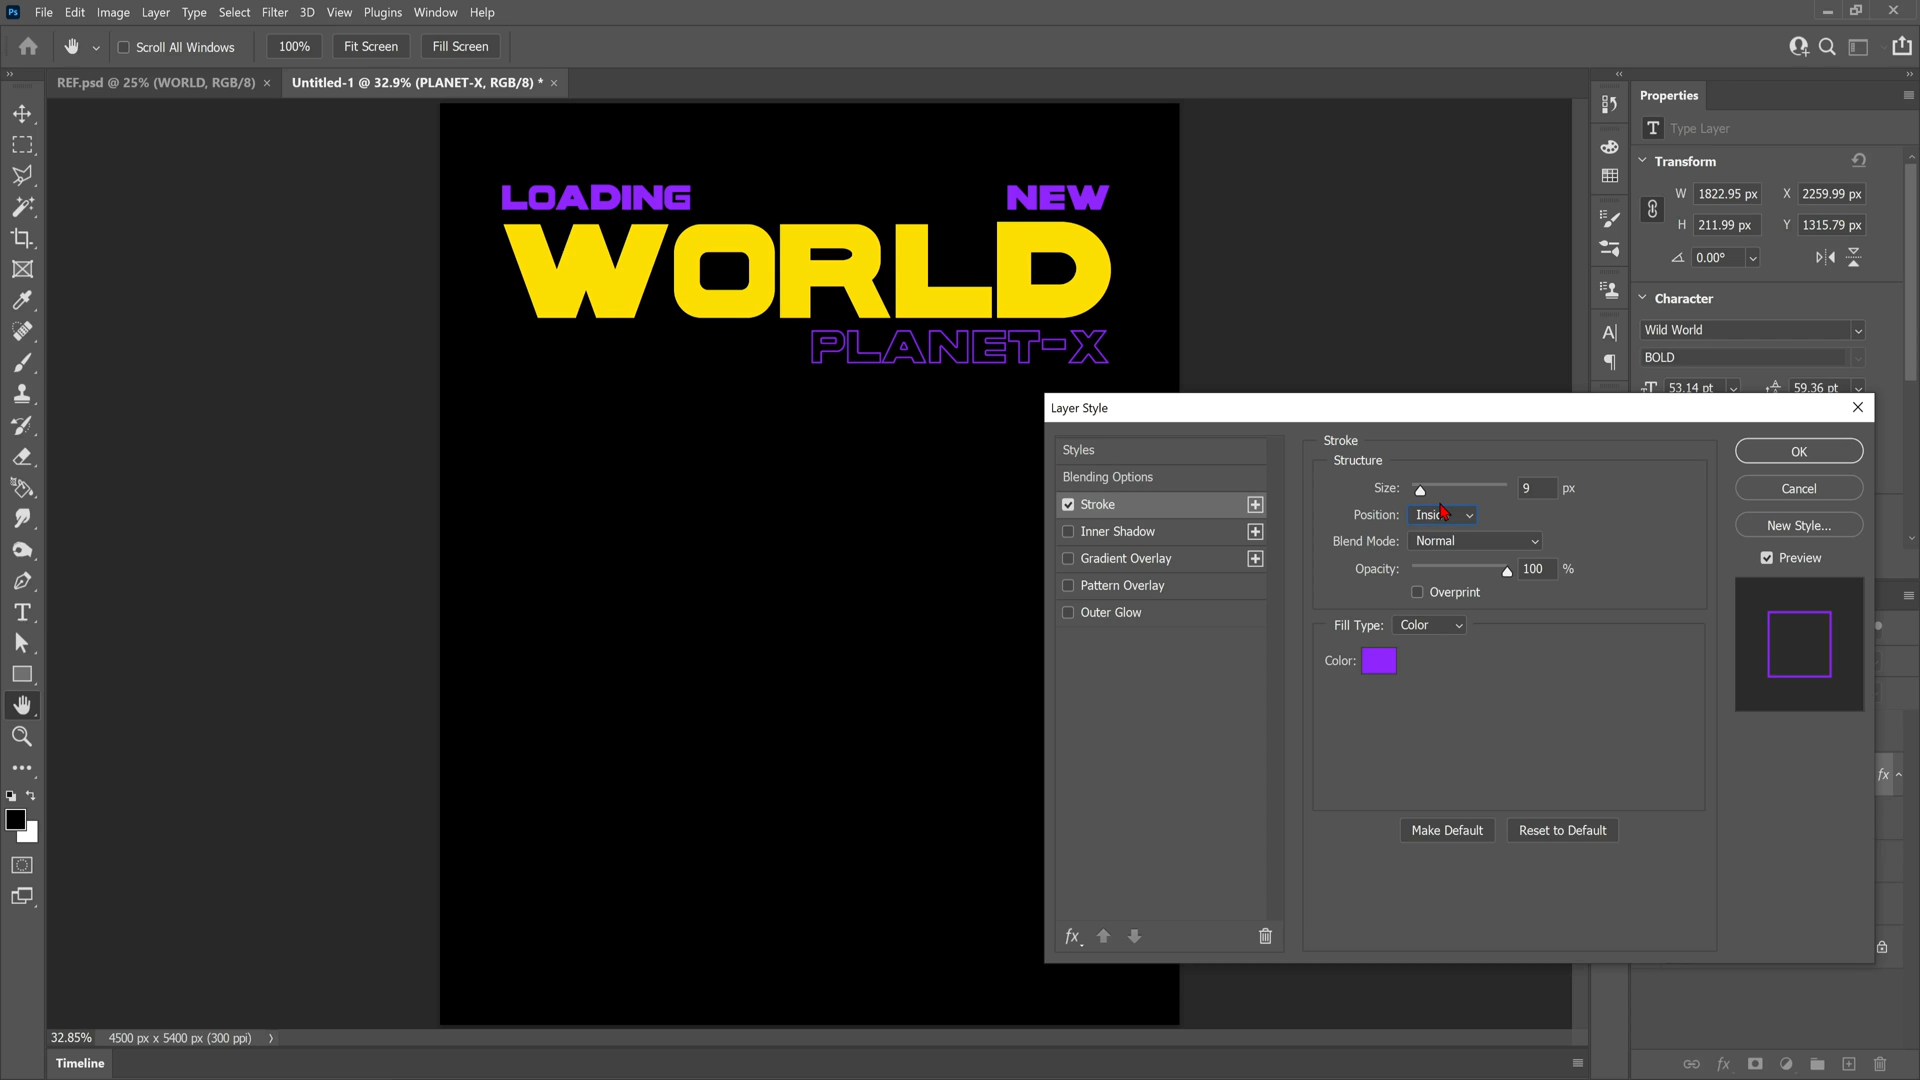 Ps File Edit Image Layer Type Select Filter 3D View Plugins Window Help
Scroll All Windows 100% Fit Screen Fill Screen
REF.psd @ 25% (WORLD, RGB/8) × Untitled-1 @ 32.9% (PLANET-X, RGB/8) * ×
Properties
T Type Layer
Transform
W 1822.95 px X 2259.99 px
H 211.99 px Y 1315.79 px
0.00°
Character
Wild World
BOLD
53.14 pt 59.36 pt
LOADING NEW
WORLD
PLANET-X
Layer Style
Styles
Blending Options
Stroke
Inner Shadow
Gradient Overlay
Pattern Overlay
Outer Glow
fx
Stroke
Structure
Size: 9 px
Position:
Blend Mode: Normal
Opacity: 100 %
Overprint
Fill Type: Color
Color:
Make Default Reset to Default
OK
Cancel
New Style...
Preview
fx
32.85% 4500 px x 5400 px (300 ppi)
Timeline
fx